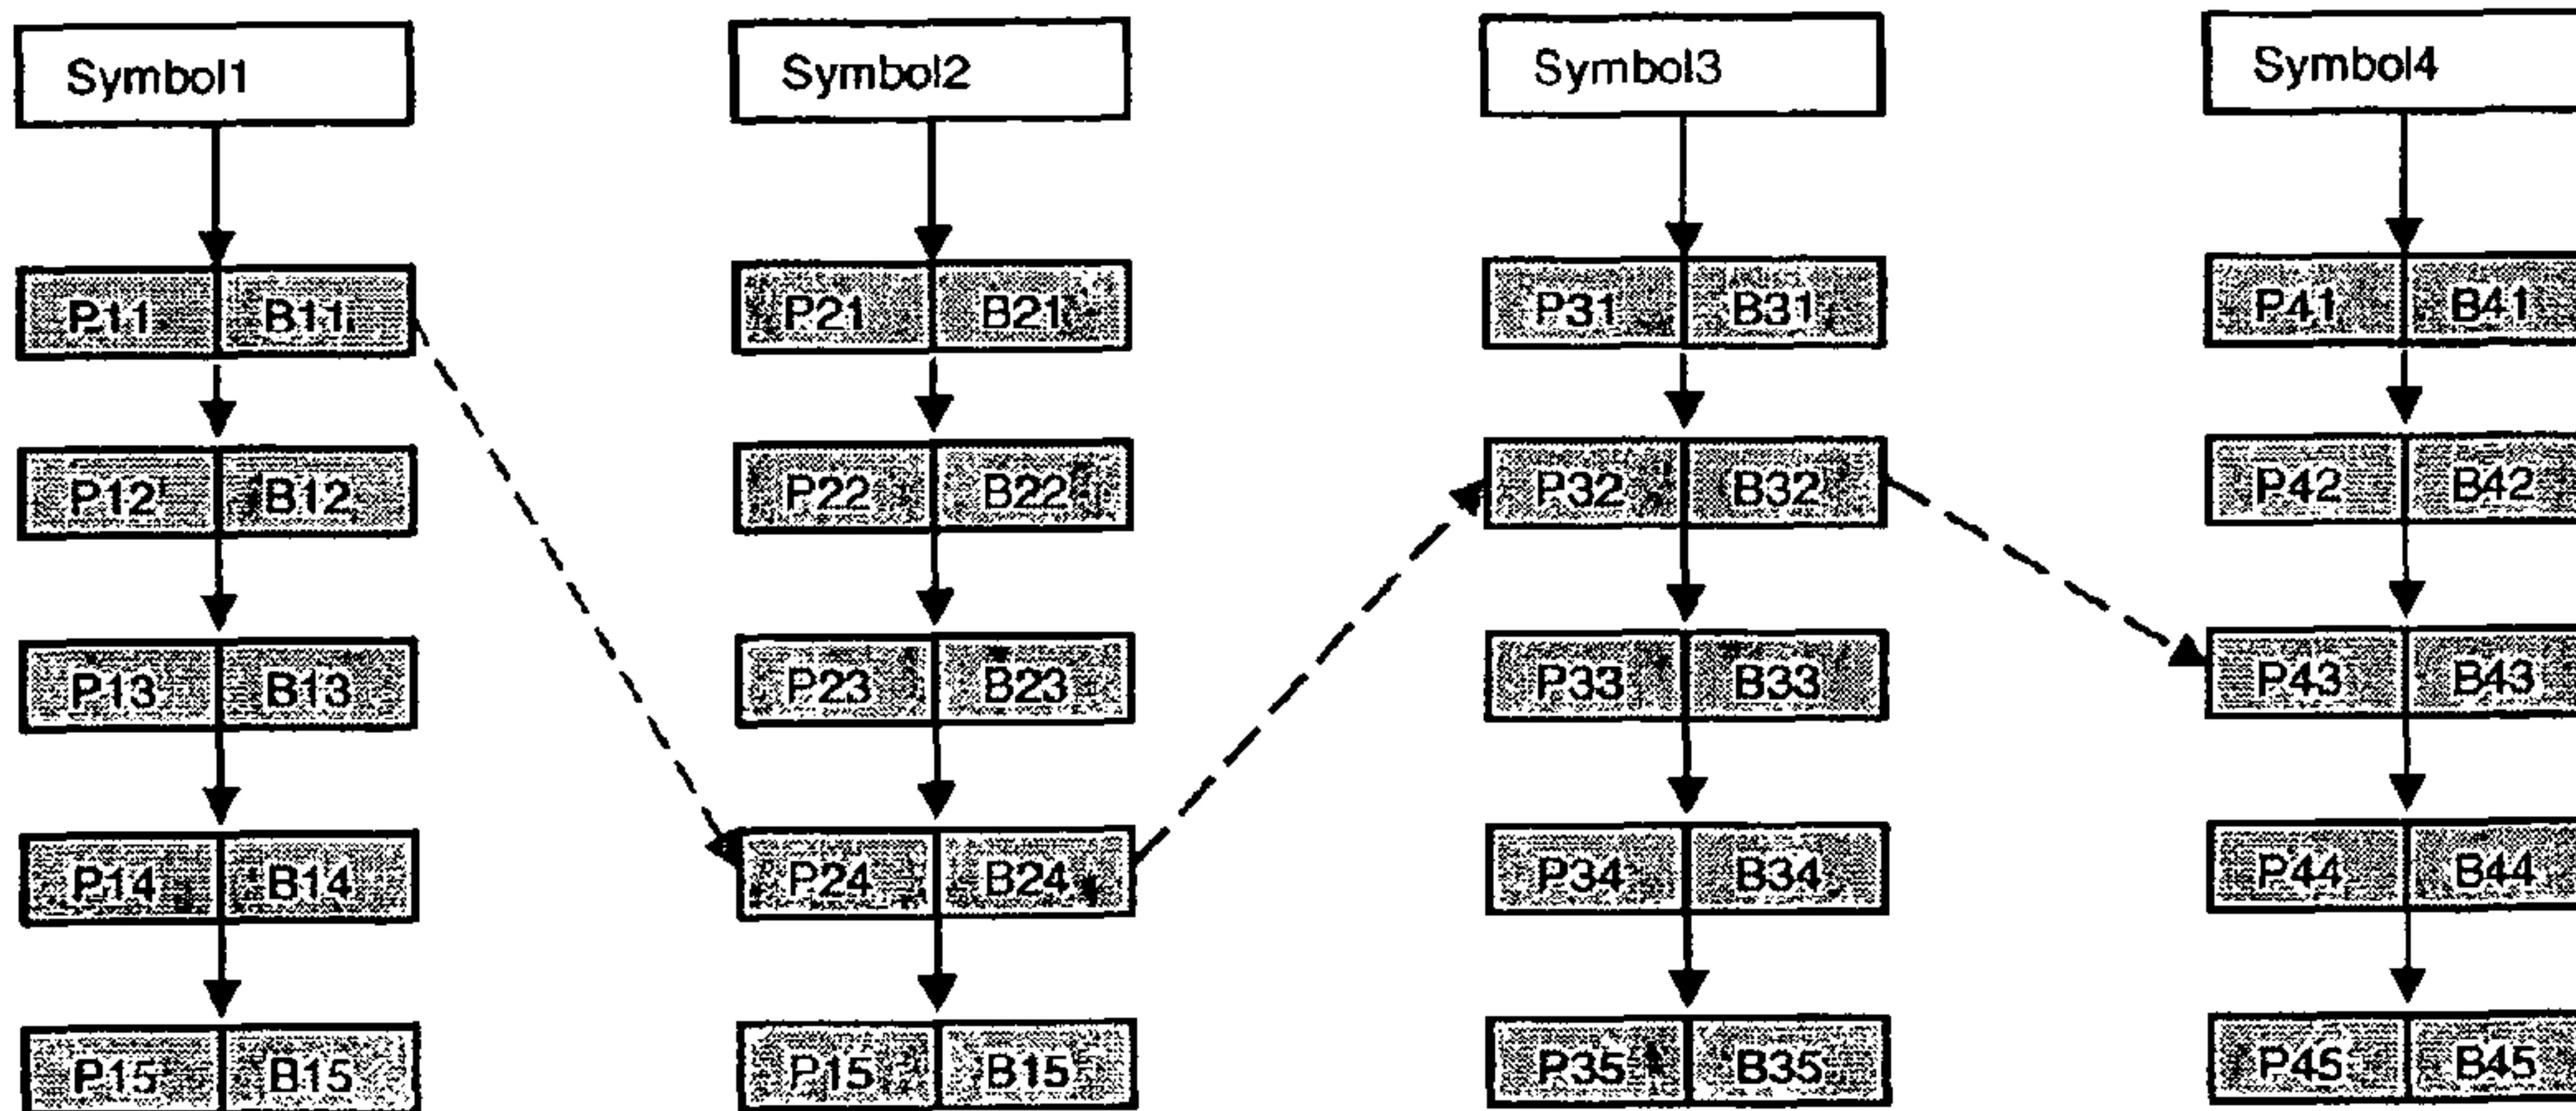 Symbol1 Symbol2 Symbol3 Symbol4
P11 B11 P21 B21 P31 B31 P41 B41
P12 B12 P22 B22 P32 B32 P42 B42
P13 B13 P23 B23 P33 B33 P43 B43
P14 B14 P24 B24 P34 B34 P44 B44
P15 B15 P15 B15 P35 B35 P45 B45